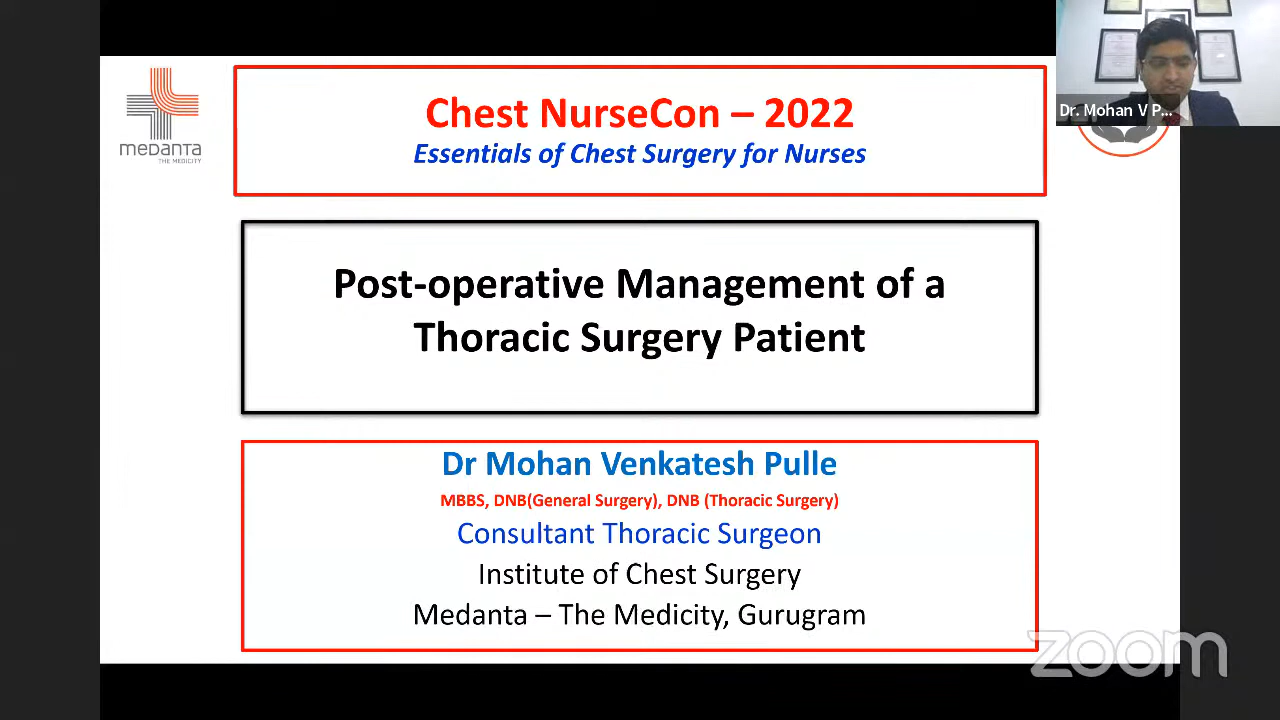 medanta
THE MEDICITY
Chest NurseCon – 2022
Essentials of Chest Surgery for Nurses
Dr. Mohan V P...
Post-operative Management of a
Thoracic Surgery Patient
Dr Mohan Venkatesh Pulle
MBBS, DNB(General Surgery), DNB (Thoracic Surgery)
Consultant Thoracic Surgeon
Institute of Chest Surgery
Medanta – The Medicity, Gurugram
zoom